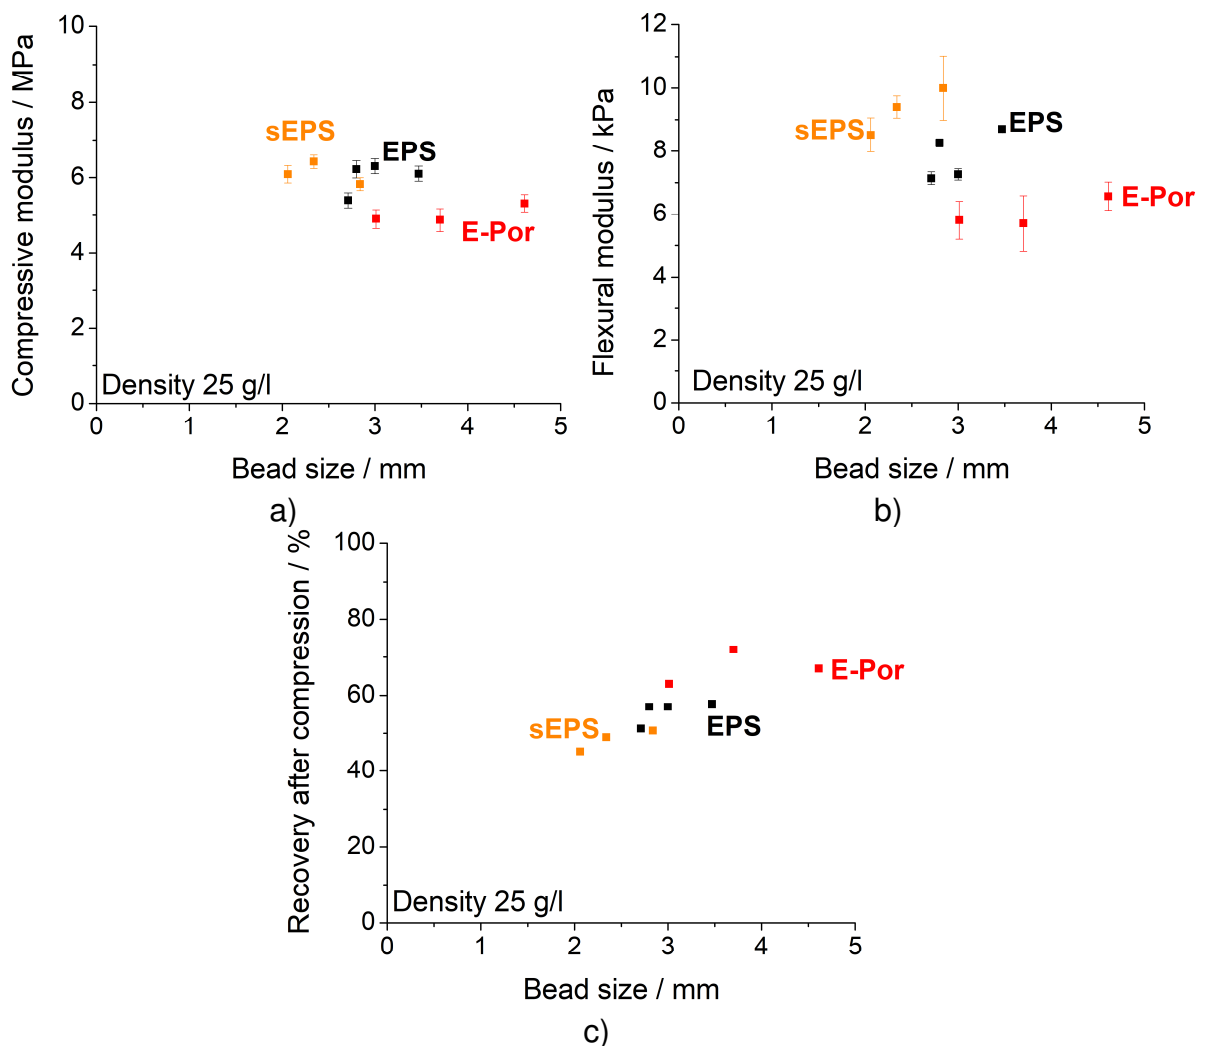 Compressive modulus / MPa
10
8
6
4
2
0
sEPS
EPS
E-Por
Density 25 g/l
0 1 2 3 4 5
Bead size / mm
a)
Flexural modulus / kPa
12
10
8
6
4
2
0
sEPS
EPS
E-Por
Density 25 g/l
0 1 2 3 4 5
Bead size / mm
b)
Recovery after compression / %
100
80
60
40
20
0
sEPS
EPS
E-Por
Density 25 g/l
0 1 2 3 4 5
Bead size / mm
c)